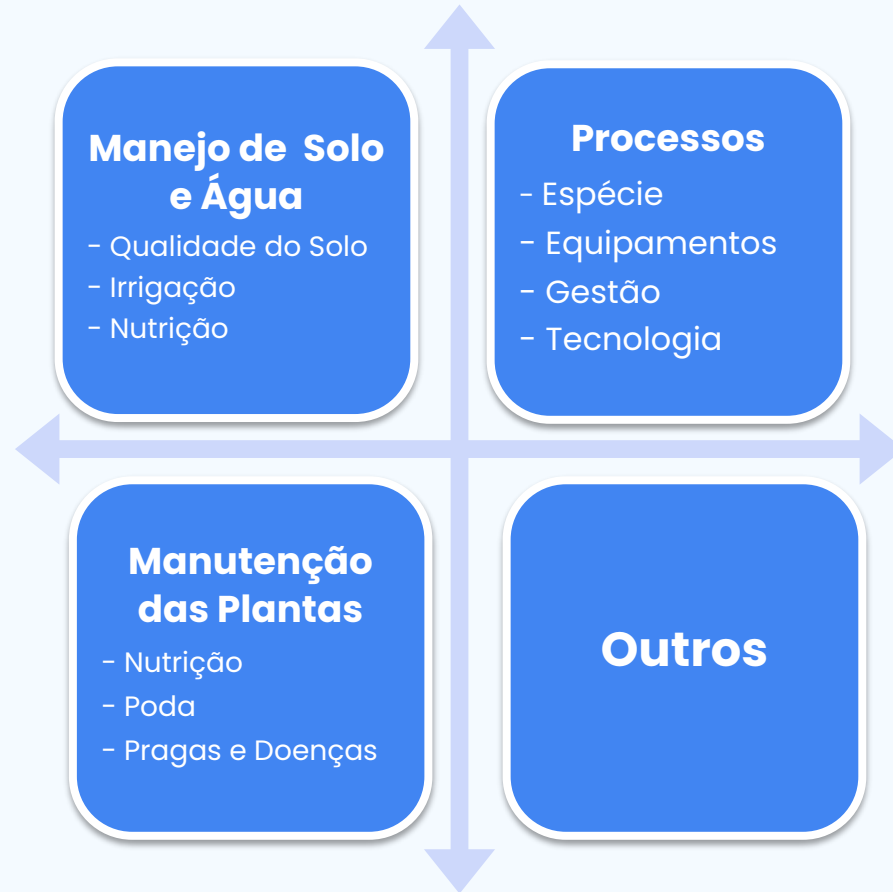 Manejo de Solo
e Água
- Qualidade do Solo
- Irrigação
- Nutrição
Processos
- Espécie
- Equipamentos
- Gestão
- Tecnologia
Manutenção
das Plantas
- Nutrição
- Poda
- Pragas e Doenças
Outros